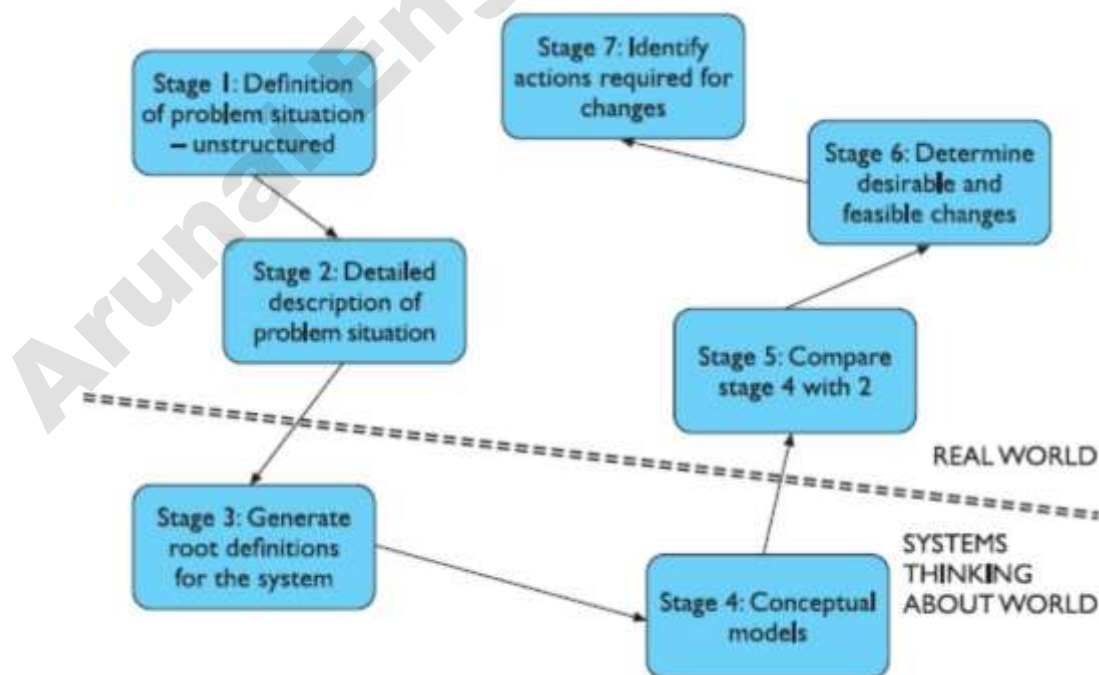 Stage 1: Definition
of problem situation
– unstructured
Stage 2: Detailed
description of
problem situation
Stage 3: Generate
root definitions
for the system
Stage 4: Conceptual
models
Stage 5: Compare
stage 4 with 2
Stage 6: Determine
desirable and
feasible changes
Stage 7: Identify
actions required for
changes
REAL WORLD
SYSTEMS
THINKING
ABOUT WORLD